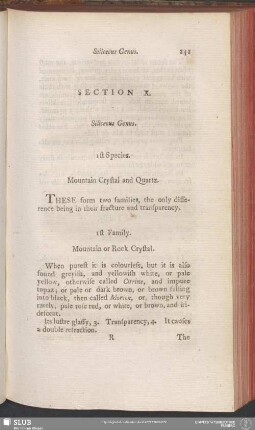 Siliceous Genus. 241
SECTION X.
Siliceous Genus.
1st Species.
Mountain Crystal and Quartz.
THESE form two families, the only diffe-
rence being in their fracture and transparency.
1st Family.
Mountain or Rock Crystal.
When purest it is colourless, but it is also
found greyish, and yellowish white, or pale
yellow, otherwise called Citrine, and impure
topaz; or pale or dark brown, or brown falling
into black, then called Morion, or, though very
rarely, pale rose red, or white, or brown, and iri-
descent.
Its lustre glassy, 3. Transparency, 4. It causes
a double refraction.
R The
SLUB